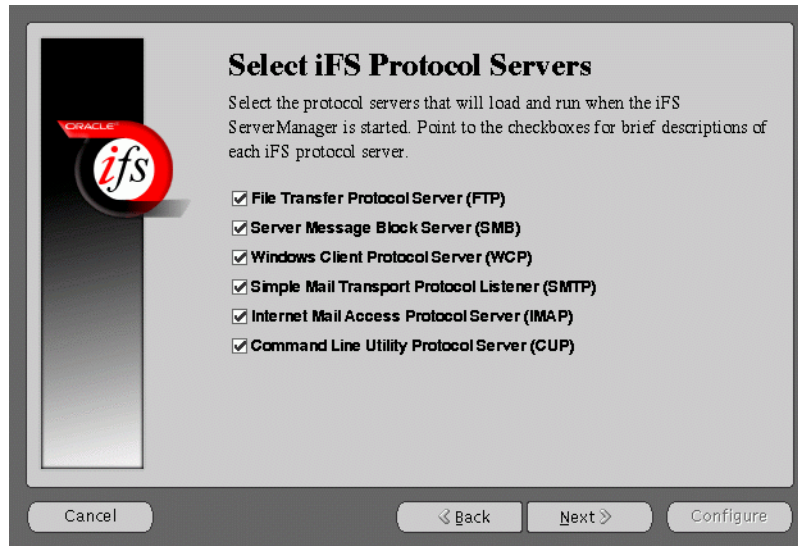 Select iFS Protocol Servers
Select the protocol servers that will load and run when the iFS
ServerManager is started. Point to the checkboxes for brief descriptions of
each iFS protocol server.
ORACLE
ifs
File Transfer Protocol Server (FTP)
Server Message Block Server (SMB)
Windows Client Protocol Server (WCP)
Simple Mail Transport Protocol Listener (SMTP)
Internet Mail Access Protocol Server (IMAP)
Command Line Utility Protocol Server (CUP)
Cancel
Back
Next
Configure